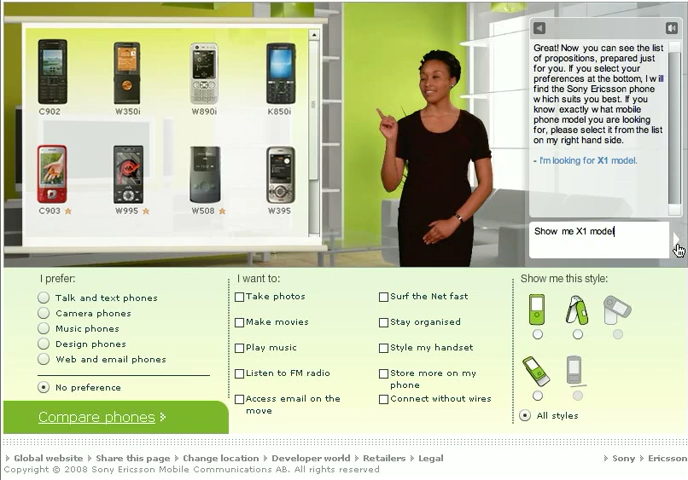 C902
W350i
W890i
K850i
C903
W995
W508
W395
Great! Now you can see the list
of propositions, prepared just
for you. If you select your
preferences at the bottom, I will
find the Sony Ericsson phone
which suits you best. If you
know exactly what mobile
phone model you are looking
for, please select it from the list
on my right hand side.
- I'm looking for X1 model.
Show me X1 model
I prefer:
Talk and text phones
Camera phones
Music phones
Design phones
Web and email phones
No preference
Compare phones
I want to:
Take photos
Make movies
Play music
Listen to FM radio
Access email on the
move
Surf the Net fast
Stay organised
Style my handset
Store more on my
phone
Connect without wires
Show me this style:
All styles
Global website Share this page Change location Developer world Retailers Legal Sony Ericsson
Copyright © 2008 Sony Ericsson Mobile Communications AB. All rights reserved